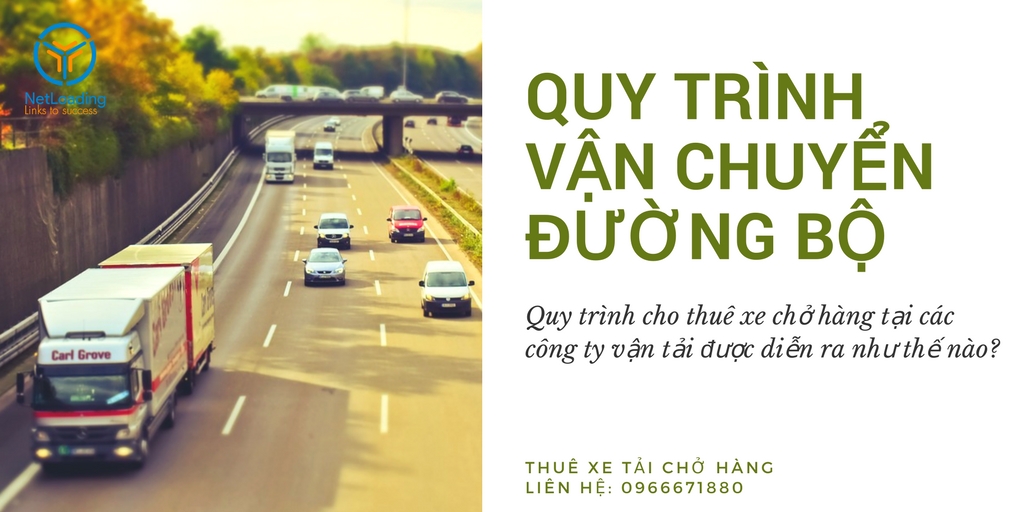 NetLoading
Links to success
Carl Grove
QUY TRÌNH
VẬN CHUYỂN
ĐƯỜNG BỘ
Quy trình cho thuê xe chở hàng tại các
công ty vận tải được diễn ra như thế nào?
THUÊ XE TẢI CHỞ HÀNG
LIÊN HỆ: 0966671880